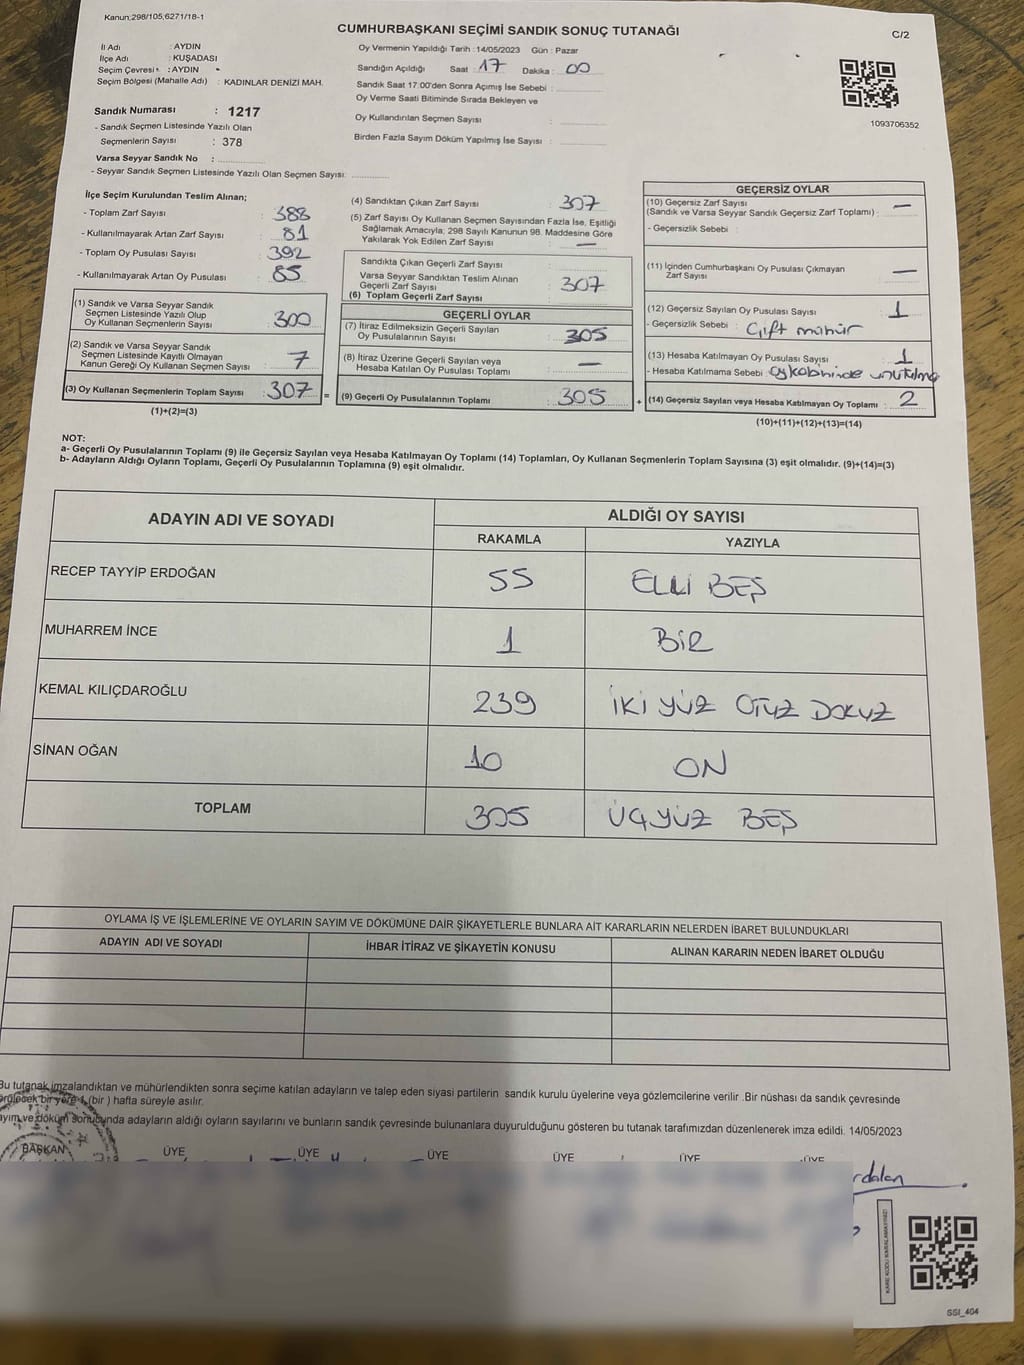 Kanun;298/105;6271/18-1
CUMHURBAŞKANI SEÇİMİ SANDIK SONUÇ TUTANAĞI
C/2
İl Adı : AYDIN
İlçe Adı : KUŞADASI
Seçim Çevresi : AYDIN
Seçim Bölgesi (Mahalle Adı) : KADINLAR DENİZİ MAH.
Sandık Numarası : 1217
- Sandık Seçmen Listesinde Yazılı Olan
Seçmenlerin Sayısı : 378
Varsa Seyyar Sandık No :
- Seyyar Sandık Seçmen Listesinde Yazılı Olan Seçmen Sayısı:
Oy Vermenin Yapıldığı Tarih : 14/05/2023 Gün : Pazar
Sandığın Açıldığı Saat : 17 Dakika : 00
Sandık Saat 17:00'den Sonra Açımış İse Sebebi :
Oy Verme Saati Bitiminde Sırada Bekleyen ve
Oy Kullandırılan Seçmen Sayısı :
Birden Fazla Sayım Döküm Yapılmış İse Sayısı :
1093706352
İlçe Seçim Kurulundan Teslim Alınan;
- Toplam Zarf Sayısı : 388
- Kullanılmayarak Artan Zarf Sayısı : 81
- Toplam Oy Pusulası Sayısı : 392
- Kullanılmayarak Artan Oy Pusulası : 85
(1) Sandık ve Varsa Seyyar Sandık
Seçmen Listesinde Yazılı Olup
Oy Kullanan Seçmenlerin Sayısı : 300
(2) Sandık ve Varsa Seyyar Sandık
Seçmen Listesinde Kayıtlı Olmayan
Kanun Gereği Oy Kullanan Seçmen Sayısı : 7
(3) Oy Kullanan Seçmenlerin Toplam Sayısı : 307
(1)+(2)=(3)
=
(4) Sandıktan Çıkan Zarf Sayısı : 307
(5) Zarf Sayısı Oy Kullanan Seçmen Sayısından Fazla İse, Eşitliği
Sağlamak Amacıyla; 298 Sayılı Kanunun 98. Maddesine Göre
Yakılarak Yok Edilen Zarf Sayısı : —
Sandıkta Çıkan Geçerli Zarf Sayısı :
Varsa Seyyar Sandıktan Teslim Alınan
Geçerli Zarf Sayısı : 307
(6) Toplam Geçerli Zarf Sayısı
GEÇERLİ OYLAR
(7) İtiraz Edilmeksizin Geçerli Sayılan
Oy Pusulalarının Sayısı : 305
(8) İtiraz Üzerine Geçerli Sayılan veya
Hesaba Katılan Oy Pusulası Toplamı : —
(9) Geçerli Oy Pusulalarının Toplamı : 305
+
GEÇERSİZ OYLAR
(10) Geçersiz Zarf Sayısı
(Sandık ve Varsa Seyyar Sandık Geçersiz Zarf Toplamı) : —
- Geçersizlik Sebebi :
(11) İçinden Cumhurbaşkanı Oy Pusulası Çıkmayan
Zarf Sayısı : —
(12) Geçersiz Sayılan Oy Pusulası Sayısı : 1
- Geçersizlik Sebebi : Çift mühür
(13) Hesaba Katılmayan Oy Pusulası Sayısı : 1
- Hesaba Katılmama Sebebi : oy kabininde unutulma
(14) Geçersiz Sayılan veya Hesaba Katılmayan Oy Toplamı : 2
(10)+(11)+(12)+(13)=(14)
NOT:
a- Geçerli Oy Pusulalarının Toplamı (9) ile Geçersiz Sayılan veya Hesaba Katılmayan Oy Toplamı (14) Toplamları, Oy Kullanan Seçmenlerin Toplam Sayısına (3) eşit olmalıdır. (9)+(14)=(3)
b- Adayların Aldığı Oyların Toplamı, Geçerli Oy Pusulalarının Toplamına (9) eşit olmalıdır.
ADAYIN ADI VE SOYADI ALDIĞI OY SAYISI
RAKAMLA YAZIYLA
RECEP TAYYİP ERDOĞAN 55 ELLİ BEŞ
MUHARREM İNCE 1 BİR
KEMAL KILIÇDAROĞLU 239 İKİ YÜZ OTUZ DOKUZ
SİNAN OĞAN 10 ON
TOPLAM 305 ÜÇYÜZ BEŞ
OYLAMA İŞ VE İŞLEMLERİNE VE OYLARIN SAYIM VE DÖKÜMÜNE DAİR ŞİKAYETLERLE BUNLARA AİT KARARLARIN NELERDEN İBARET BULUNDUKLARI
ADAYIN ADI VE SOYADI İHBAR İTİRAZ VE ŞİKAYETİN KONUSU ALINAN KARARIN NEDEN İBARET OLDUĞU
Bu tutanak imzalandıktan ve mühürlendikten sonra seçime katılan adayların ve talep eden siyasi partilerin sandık kurulu üyelerine veya gözlemcilerine verilir .Bir nüshası da sandık çevresinde
bir yere 1 (bir ) hafta süreyle asılır.
ve döküm sonucunda adayların aldığı oyların sayılarını ve bunların sandık çevresinde bulunanlara duyurulduğunu gösteren bu tutanak tarafımızdan düzenlenerek imza edildi. 14/05/2023
BAŞKAN ÜYE ÜYE ÜYE ÜYE ÜYE ÜYE
rdalan
SSI_404